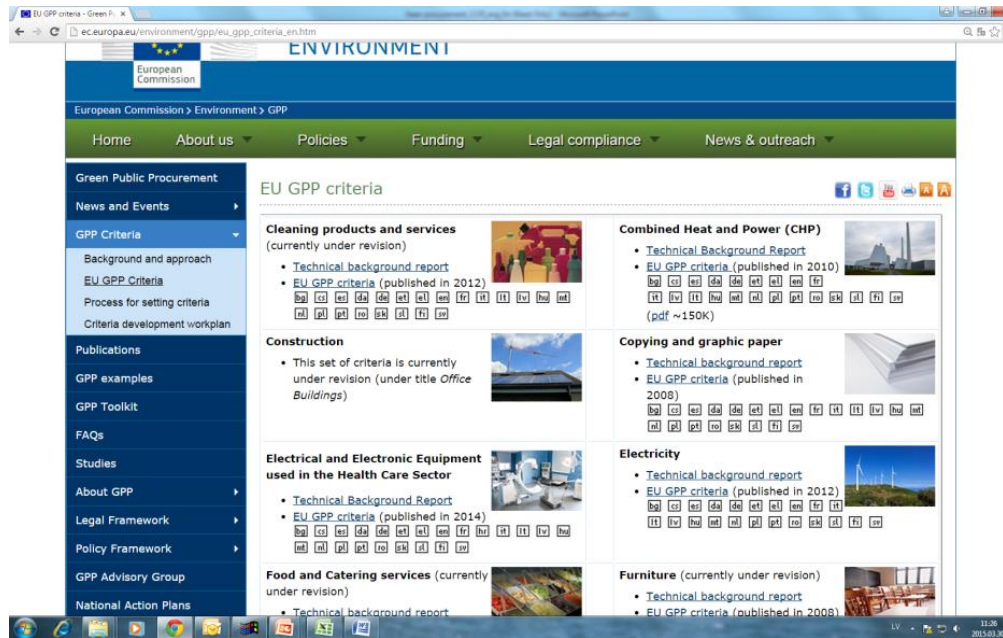 EU GPP criteria - Green Pu
ec.europa.eu/environment/gpp/eu_gpp_criteria_en.htm
ENVIRONMENT
European
Commission
European Commission > Environment > GPP
Home About us Policies Funding Legal compliance News & outreach
Green Public Procurement
News and Events
GPP Criteria
Background and approach
EU GPP Criteria
Process for setting criteria
Criteria development workplan
Publications
GPP examples
GPP Toolkit
FAQs
Studies
About GPP
Legal Framework
Policy Framework
GPP Advisory Group
National Action Plans
EU GPP criteria
Cleaning products and services
(currently under revision)
• Technical background report
• EU GPP criteria (published in 2012)
bg cs es da de et el en fr it lt lv hu mt
nl pl pt ro sk sl fi sv
Combined Heat and Power (CHP)
• Technical Background Report
• EU GPP criteria (published in 2010)
bg cs es da de et el en fr
it lv lt hu mt nl pl pt ro sk sl fi sv
(pdf ~150K)
Construction
• This set of criteria is currently
under revision (under title Office
Buildings)
Copying and graphic paper
• Technical background report
• EU GPP criteria (published in
2008)
bg cs es da de et el en fr it lt lv hu mt
nl pl pt ro sk sl fi sv
Electrical and Electronic Equipment
used in the Health Care Sector
• Technical Background Report
• EU GPP criteria (published in 2014)
bg cs es da de et el en fr hr it lt lv hu
mt nl pl pt ro sk sl fi sv
Electricity
• Technical background report
• EU GPP criteria (published in 2012)
bg cs es da de et el en fr it
lt lv hu mt nl pl pt ro sk sl fi sv
Food and Catering services (currently
under revision)
• Technical background report
Furniture (currently under revision)
• Technical background report
• EU GPP criteria (published in 2008)
LV
11:26